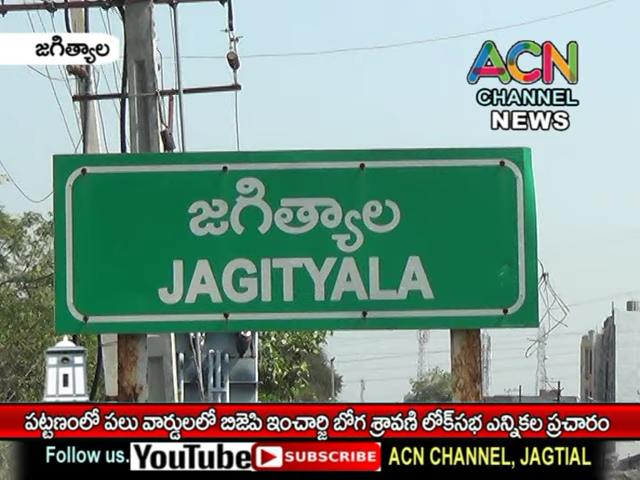 జగిత్యాల
ACN
CHANNEL
NEWS
జగిత్యాల
JAGITYALA
పట్టణంలో పలు వార్డులలో బిజెపి ఇంచార్జి బోగ శ్రావణి లోక్‌సభ ఎన్నికల ప్రచారం
Follow us. YouTube SUBSCRIBE ACN CHANNEL, JAGTIAL